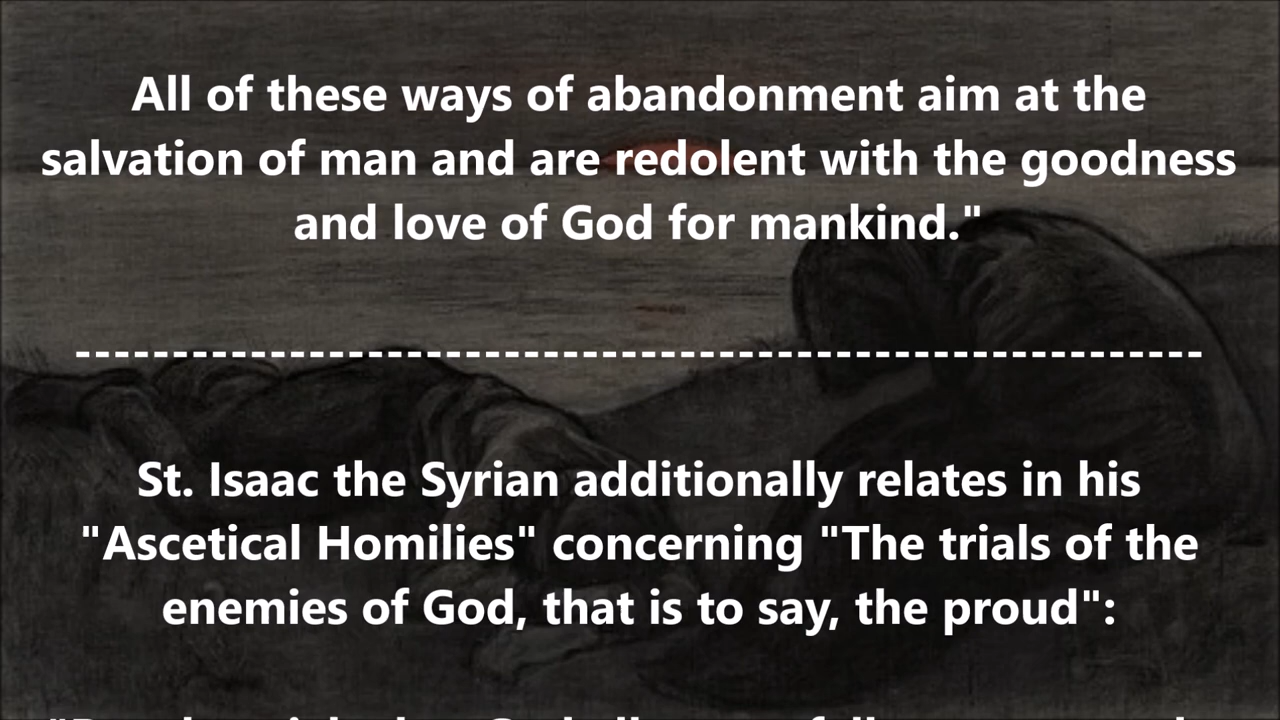 All of these ways of abandonment aim at the
salvation of man and are redolent with the goodness
and love of God for mankind."
-----------------------------------------------------------
St. Isaac the Syrian additionally relates in his
"Ascetical Homilies" concerning "The trials of the
enemies of God, that is to say, the proud":